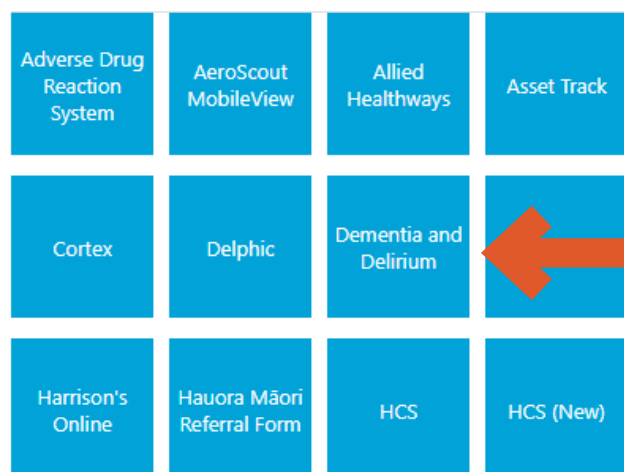 Adverse Drug
Reaction
System
AeroScout
MobileView
Allied
Healthways
Asset Track
Cortex
Delphic
Dementia and
Delirium
Harrison's
Online
Hauora Māori
Referral Form
HCS
HCS (New)